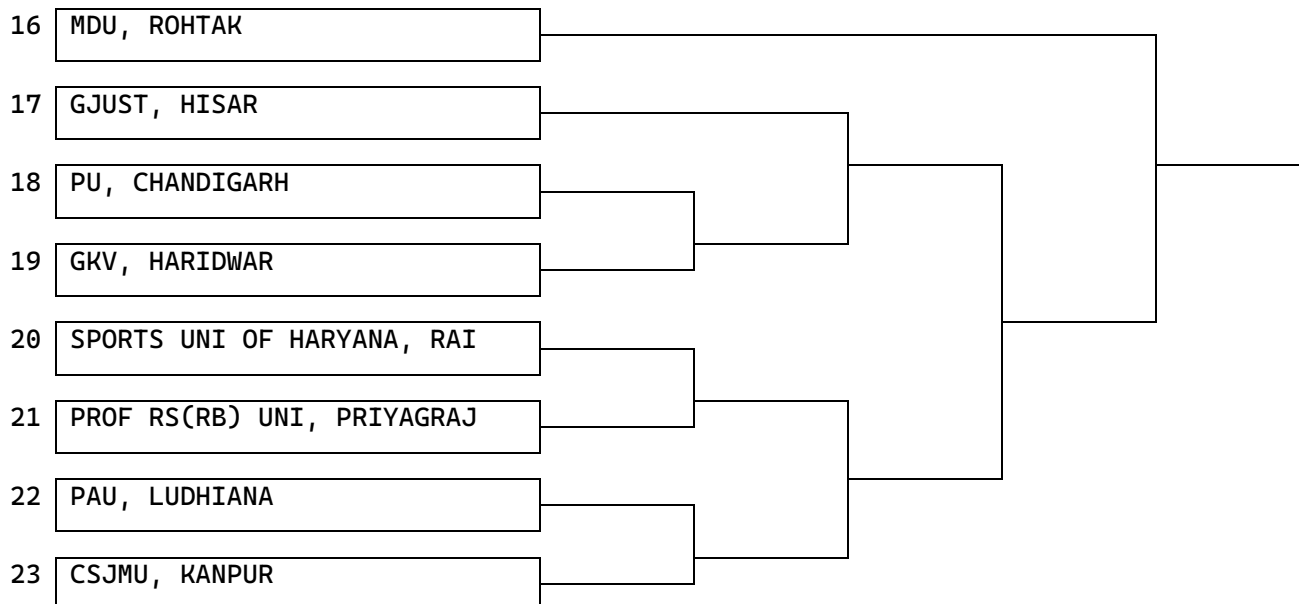 16 MDU, ROHTAK
17 GJUST, HISAR
18 PU, CHANDIGARH
19 GKV, HARIDWAR
20 SPORTS UNI OF HARYANA, RAI
21 PROF RS(RB) UNI, PRIYAGRAJ
22 PAU, LUDHIANA
23 CSJMU, KANPUR